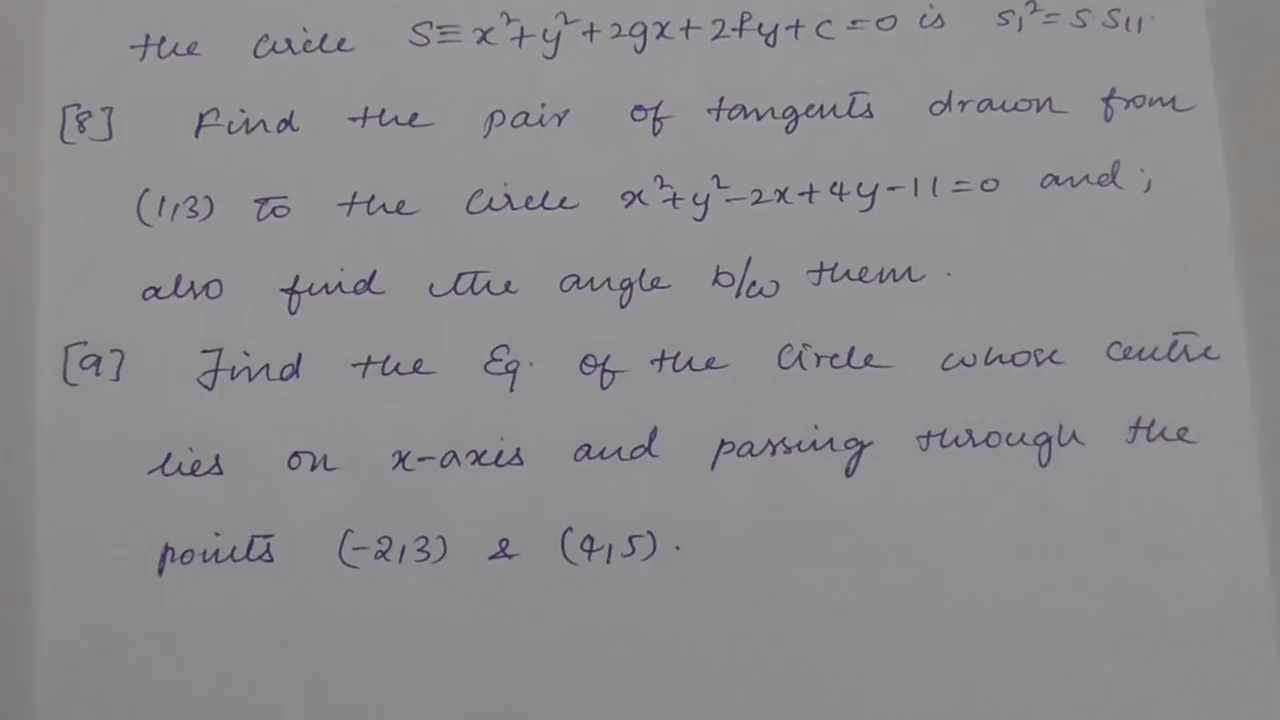 the circle S≡x²+y²+2gx+2fy+c=0 is S₁²=S S₁₁.
[8] Find the pair of tangents drawn from
(1,3) to the circle x²+y²-2x+4y-11=0 and;
also find the angle b/w them.
[9] Find the Eq. of the circle whose centre
lies on x-axis and passing through the
points (-2,3) & (4,5).